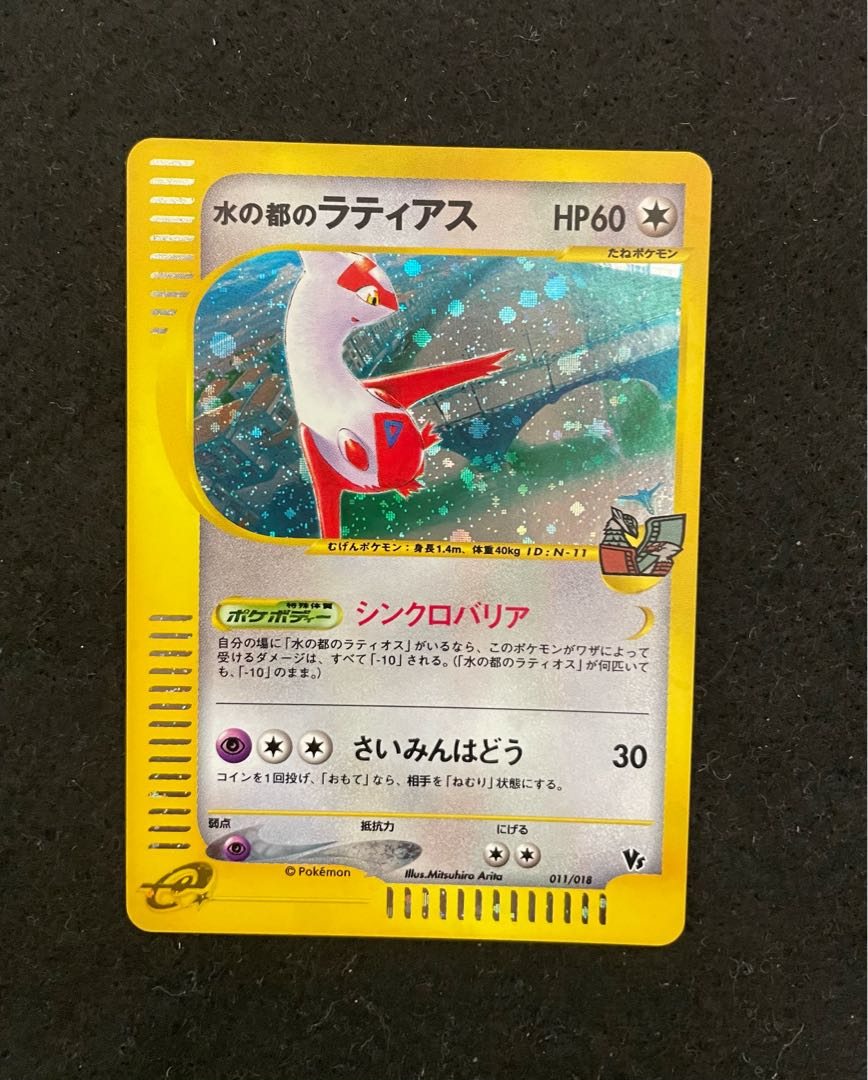 水の都のラティアス HP60
たねポケモン
むげんポケモン：身長1.4m、体重40kg ID:N-11
特殊体質
ポケボディー シンクロバリア
自分の場に「水の都のラティオス」がいるなら、このポケモンがワザによって
受けるダメージは、すべて「-10」される。（「水の都のラティオス」が何匹いて
も、「-10」のまま。）
さいみんはどう 30
コインを1回投げ、「おもて」なら、相手を「ねむり」状態にする。
弱点 抵抗力 にげる
Vs
© Pokémon Illus.Mitsuhiro Arita 011/018
e